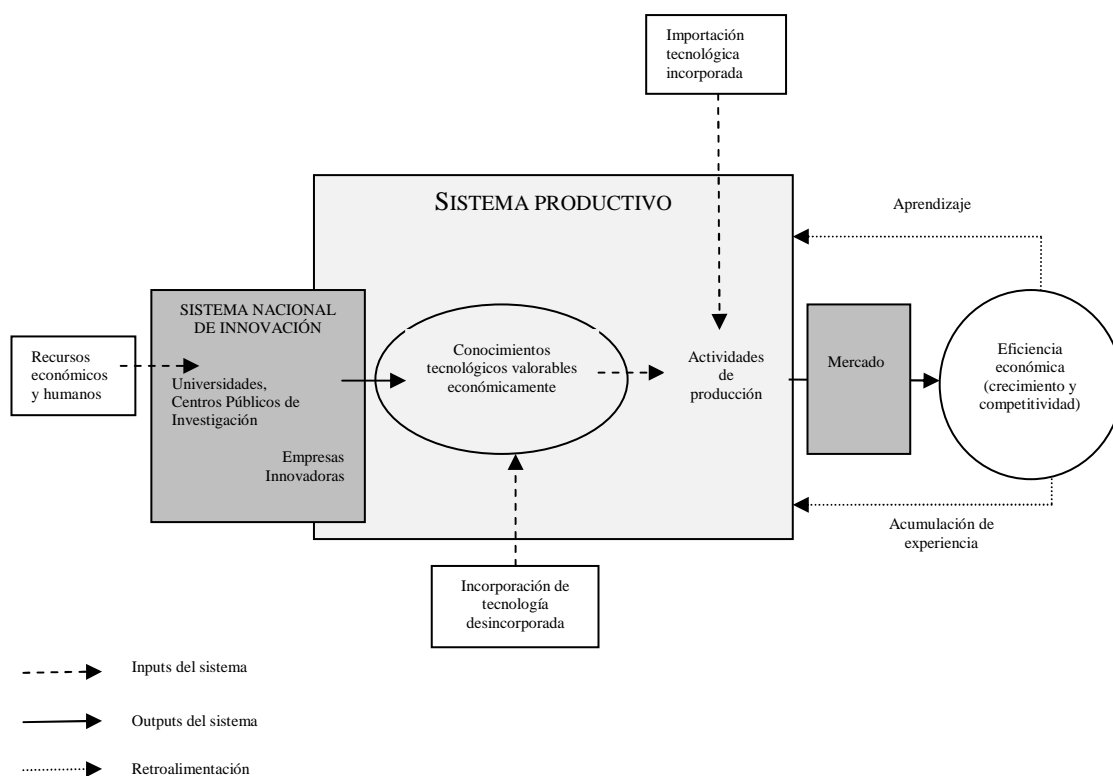 Importación
tecnológica
incorporada
SISTEMA PRODUCTIVO
Aprendizaje
SISTEMA NACIONAL
DE INNOVACIÓN
Recursos
económicos
y humanos
Universidades,
Centros Públicos de
Investigación
Empresas
Innovadoras
Conocimientos
tecnológicos valorables
económicamente
Actividades
de
producción
Mercado
Eficiencia
económica
(crecimiento y
competitividad)
Acumulación de
experiencia
Incorporación de
tecnología
desincorporada
Inputs del sistema
Outputs del sistema
Retroalimentación